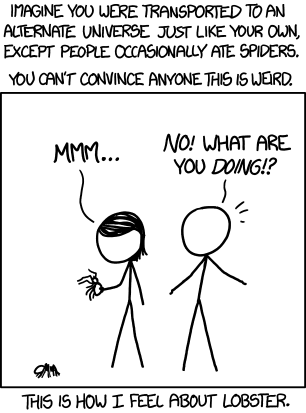 IMAGINE YOU WERE TRANSPORTED TO AN
ALTERNATE UNIVERSE JUST LIKE YOUR OWN,
EXCEPT PEOPLE OCCASIONALLY ATE SPIDERS.
YOU CAN'T CONVINCE ANYONE THIS IS WEIRD.
MMM...
NO! WHAT ARE
YOU DOING!?
THIS IS HOW I FEEL ABOUT LOBSTER.